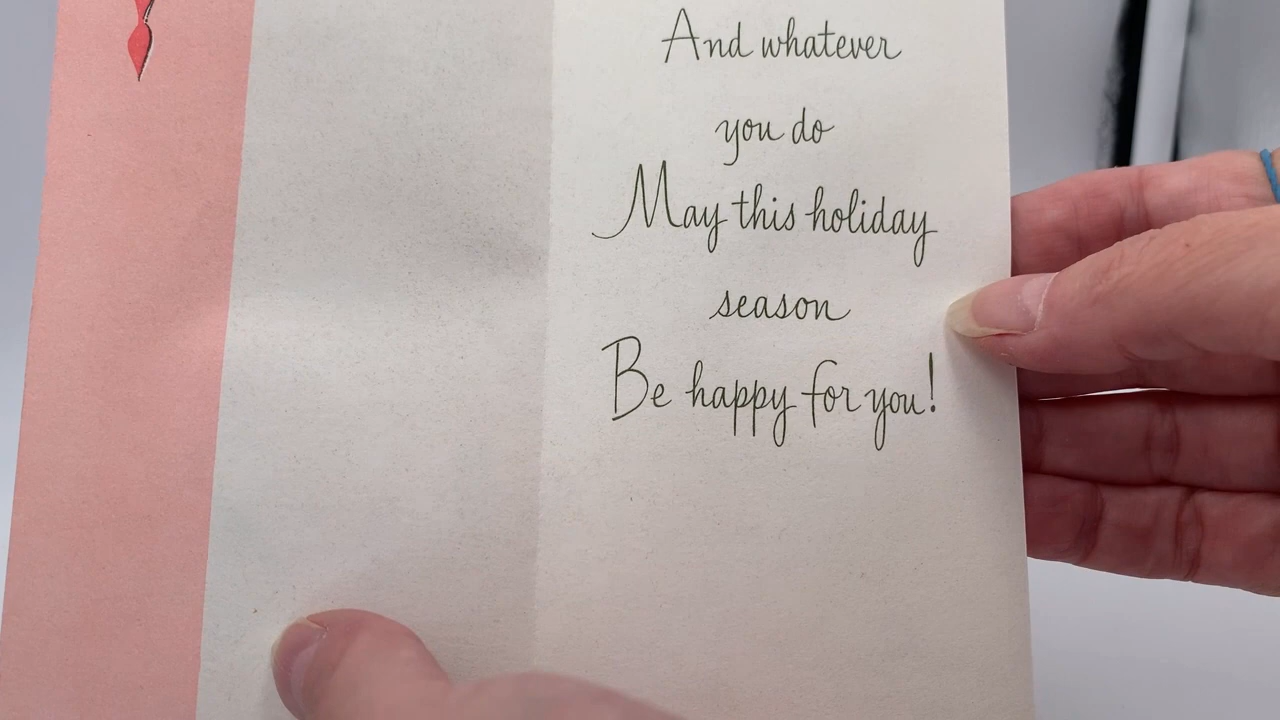 And whatever
you do
May this holiday
season
Be happy for you!